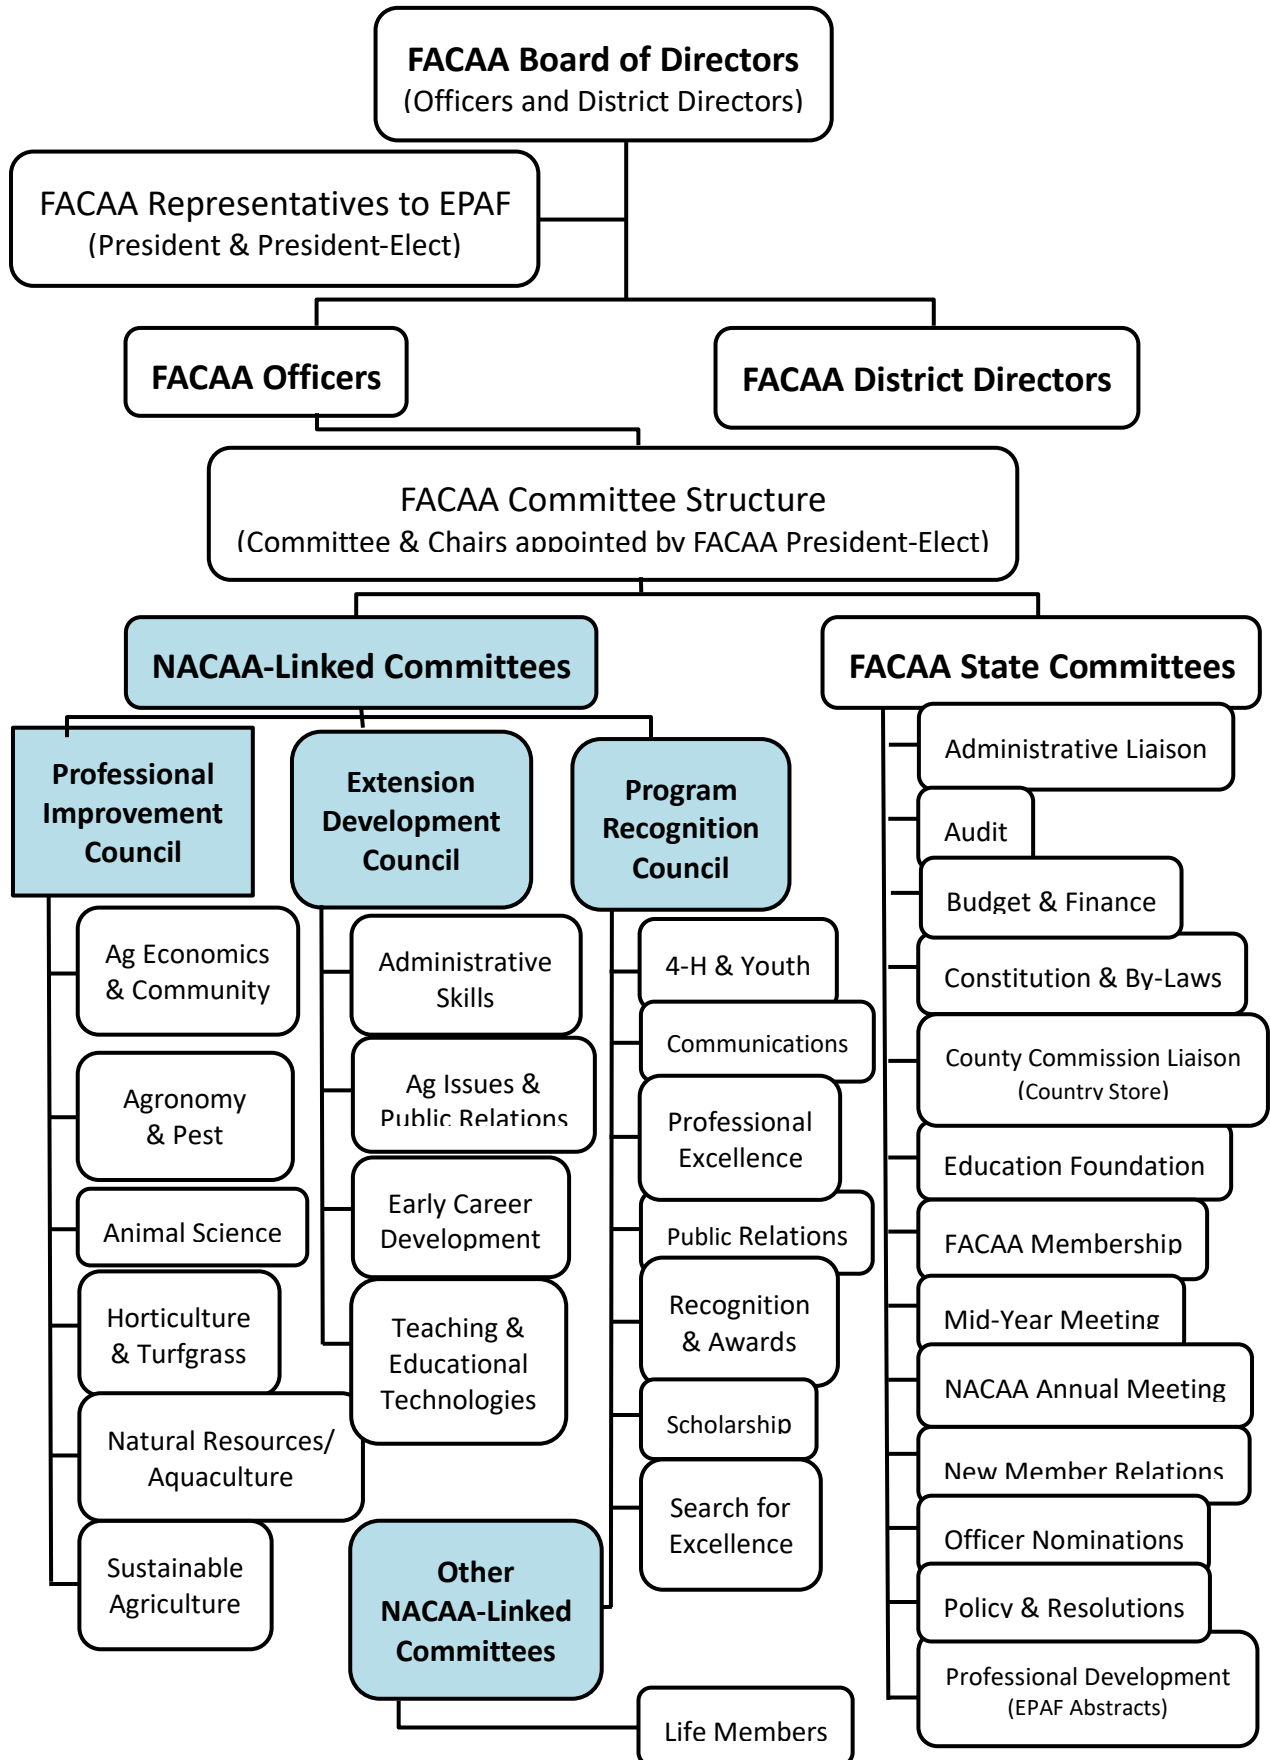 FACAA Board of Directors
(Officers and District Directors)
FACAA Representatives to EPAF
(President & President-Elect)
FACAA Officers
FACAA District Directors
FACAA Committee Structure
(Committee & Chairs appointed by FACAA President-Elect)
NACAA-Linked Committees
FACAA State Committees
Professional
Improvement
Council
Ag Economics
& Community
Agronomy
& Pest
Animal Science
Horticulture
& Turfgrass
Natural Resources/
Aquaculture
Sustainable
Agriculture
Extension
Development
Council
Administrative
Skills
Ag Issues &
Public Relations
Early Career
Development
Teaching &
Educational
Technologies
Program
Recognition
Council
4-H & Youth
Communications
Professional
Excellence
Public Relations
Recognition
& Awards
Scholarship
Search for
Excellence
Other
NACAA-Linked
Committees
Life Members
Administrative Liaison
Audit
Budget & Finance
Constitution & By-Laws
County Commission Liaison
(Country Store)
Education Foundation
FACAA Membership
Mid-Year Meeting
NACAA Annual Meeting
New Member Relations
Officer Nominations
Policy & Resolutions
Professional Development
(EPAF Abstracts)